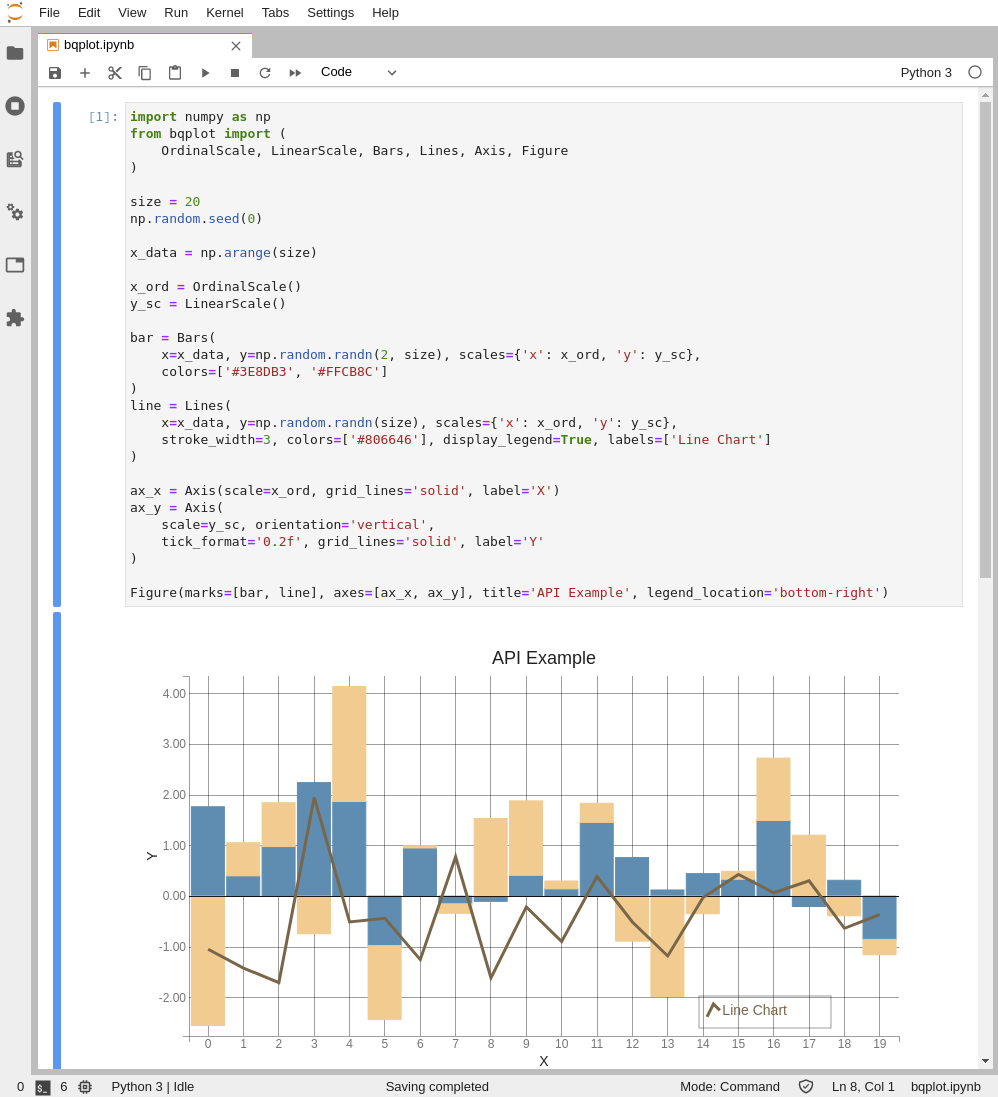 File Edit View Run Kernel Tabs Settings Help
bqplot.ipynb
Code
Python 3
[1]:
import numpy as np
from bqplot import (
    OrdinalScale, LinearScale, Bars, Lines, Axis, Figure
)
size = 20
np.random.seed(0)
x_data = np.arange(size)
x_ord = OrdinalScale()
y_sc = LinearScale()
bar = Bars(
    x=x_data, y=np.random.randn(2, size), scales={'x': x_ord, 'y': y_sc},
    colors=['#3E8DB3', '#FFCB8C']
)
line = Lines(
    x=x_data, y=np.random.randn(size), scales={'x': x_ord, 'y': y_sc},
    stroke_width=3, colors=['#806646'], display_legend=True, labels=['Line Chart']
)
ax_x = Axis(scale=x_ord, grid_lines='solid', label='X')
ax_y = Axis(
    scale=y_sc, orientation='vertical',
    tick_format='0.2f', grid_lines='solid', label='Y'
)
Figure(marks=[bar, line], axes=[ax_x, ax_y], title='API Example', legend_location='bottom-right')
API Example
4.00
3.00
2.00
1.00
Y
0.00
-1.00
-2.00
Line Chart
0 1 2 3 4 5 6 7 8 9 10 11 12 13 14 15 16 17 18 19
X
0 $_ 6 Python 3 | Idle Saving completed Mode: Command Ln 8, Col 1 bqplot.ipynb